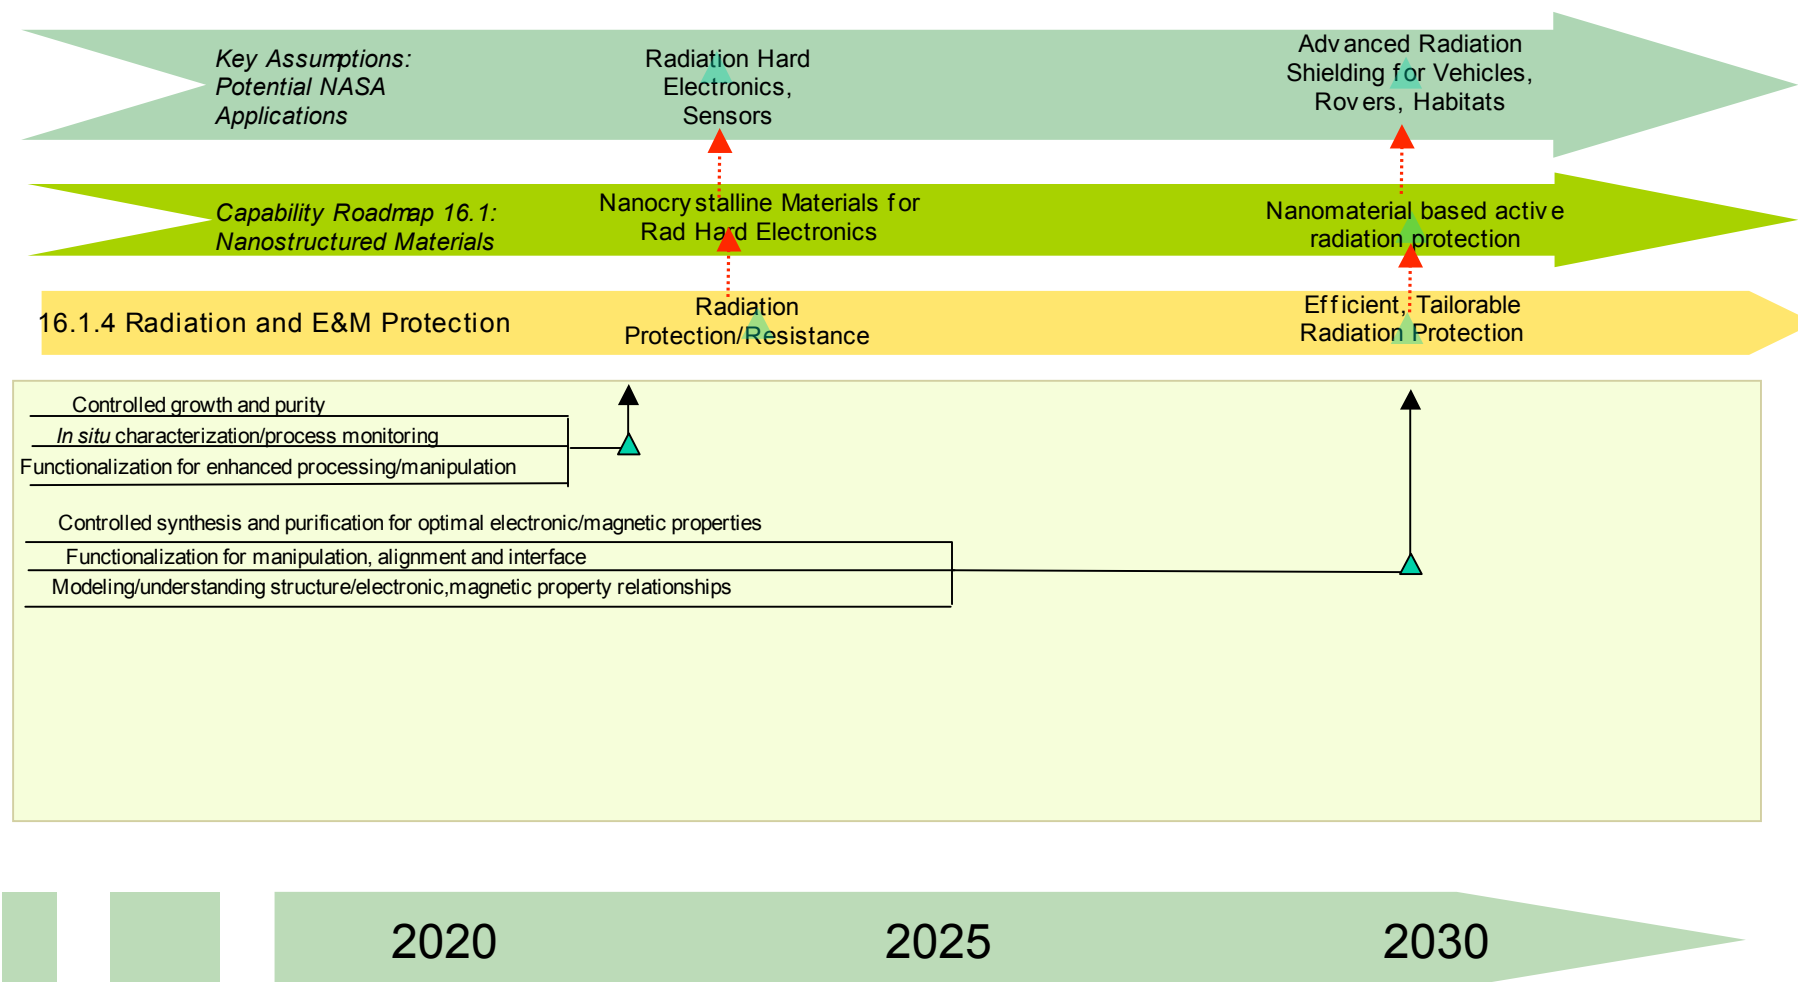 Key Assumptions:
Potential NASA
Applications
Radiation Hard
Electronics,
Sensors
Advanced Radiation
Shielding for Vehicles,
Rovers, Habitats
Capability Roadmap 16.1:
Nanostructured Materials
Nanocrystalline Materials for
Rad Hard Electronics
Nanomaterial based active
radiation protection
16.1.4 Radiation and E&M Protection
Radiation
Protection/Resistance
Efficient, Tailorable
Radiation Protection
Controlled growth and purity
In situ characterization/process monitoring
Functionalization for enhanced processing/manipulation
Controlled synthesis and purification for optimal electronic/magnetic properties
Functionalization for manipulation, alignment and interface
Modeling/understanding structure/electronic,magnetic property relationships
2020
2025
2030